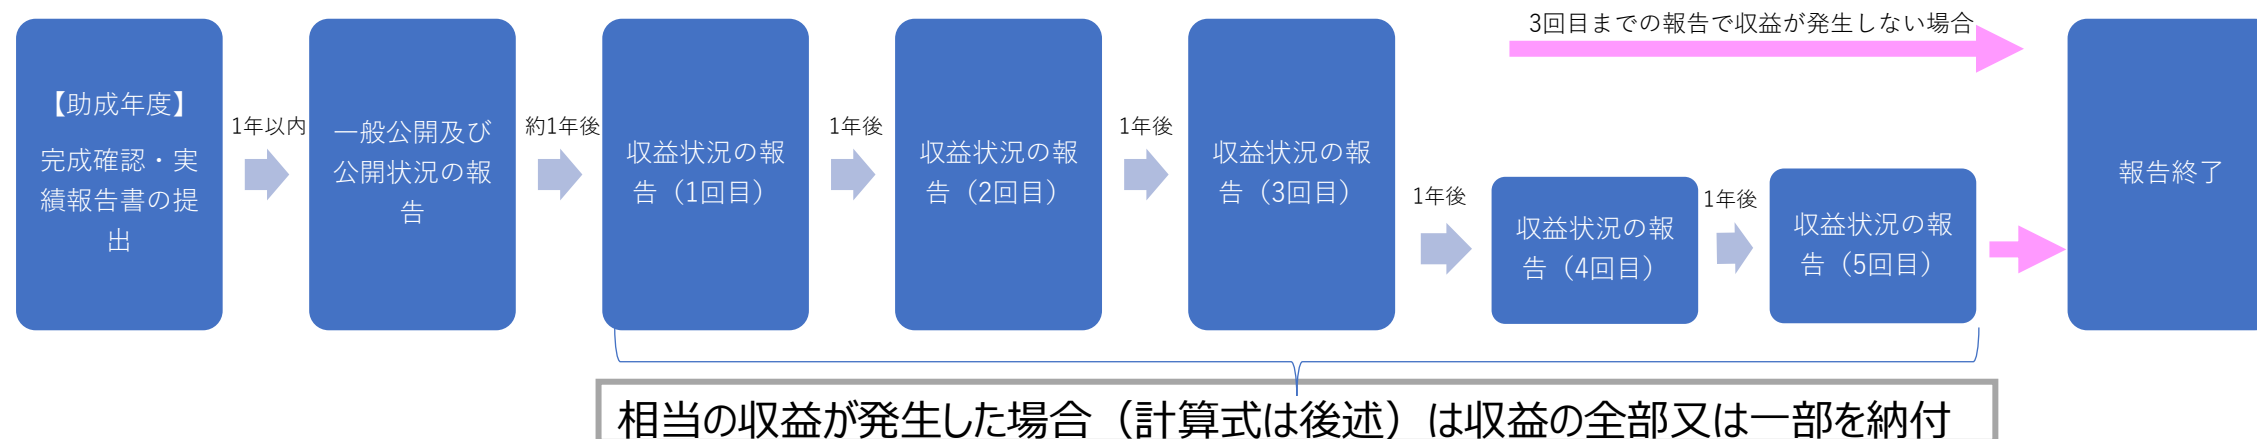 【助成年度】
完成確認・実
績報告書の提
出
1年以内
一般公開及び
公開状況の報
告
約1年後
収益状況の報
告（1回目）
1年後
収益状況の報
告（2回目）
1年後
収益状況の報
告（3回目）
3回目までの報告で収益が発生しない場合
1年後
収益状況の報
告（4回目）
1年後
収益状況の報
告（5回目）
報告終了
相当の収益が発生した場合（計算式は後述）は収益の全部又は一部を納付